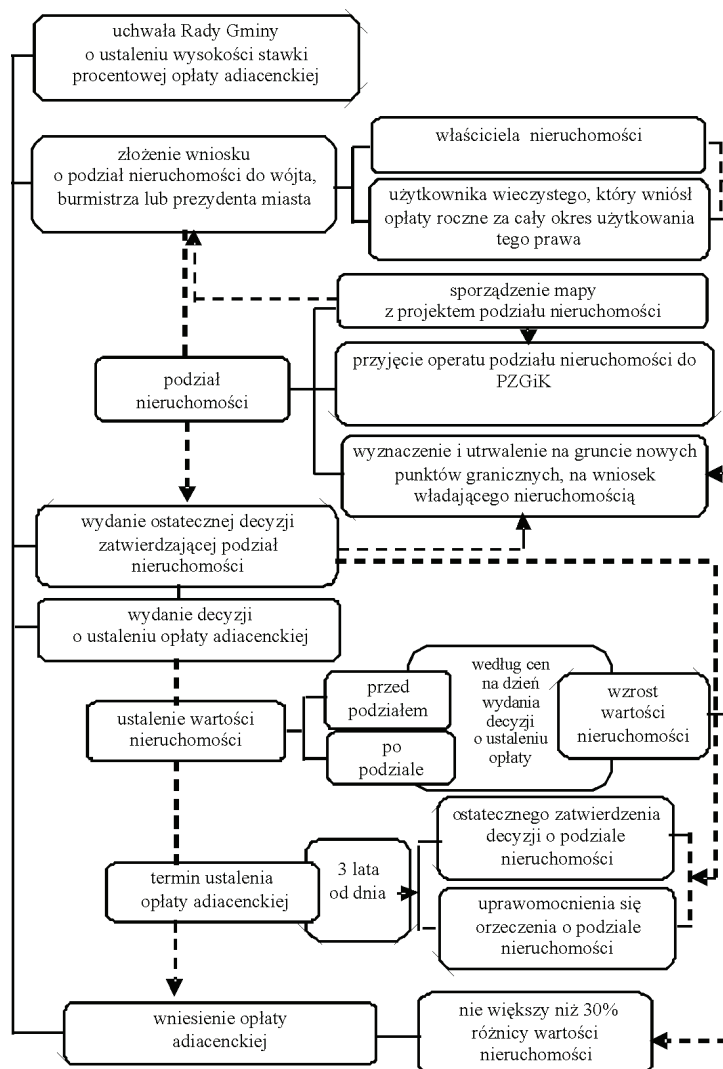 uchwała Rady Gminy
o ustaleniu wysokości stawki
procentowej opłaty adiacenckiej
złożenie wniosku
o podział nieruchomości do wójta,
burmistrza lub prezydenta miasta
właściciela nieruchomości
użytkownika wieczystego, który wniósł
opłaty roczne za cały okres użytkowania
tego prawa
sporządzenie mapy
z projektem podziału nieruchomości
podział
nieruchomości
przyjęcie operatu podziału nieruchomości do
PZGiK
wyznaczenie i utrwalenie na gruncie nowych
punktów granicznych, na wniosek
władającego nieruchomością
wydanie ostatecznej decyzji
zatwierdzającej podział
nieruchomości
wydanie decyzji
o ustaleniu opłaty adiacenckiej
ustalenie wartości
nieruchomości
przed
podziałem
po
podziale
według cen
na dzień
wydania
decyzji
o ustaleniu
opłaty
wzrost
wartości
nieruchomości
termin ustalenia
opłaty adiacenckiej
3 lata
od dnia
ostatecznego zatwierdzenia
decyzji o podziale
nieruchomości
uprawomocnienia się
orzeczenia o podziale
nieruchomości
wniesienie opłaty
adiacenckiej
nie większy niż 30%
różnicy wartości
nieruchomości